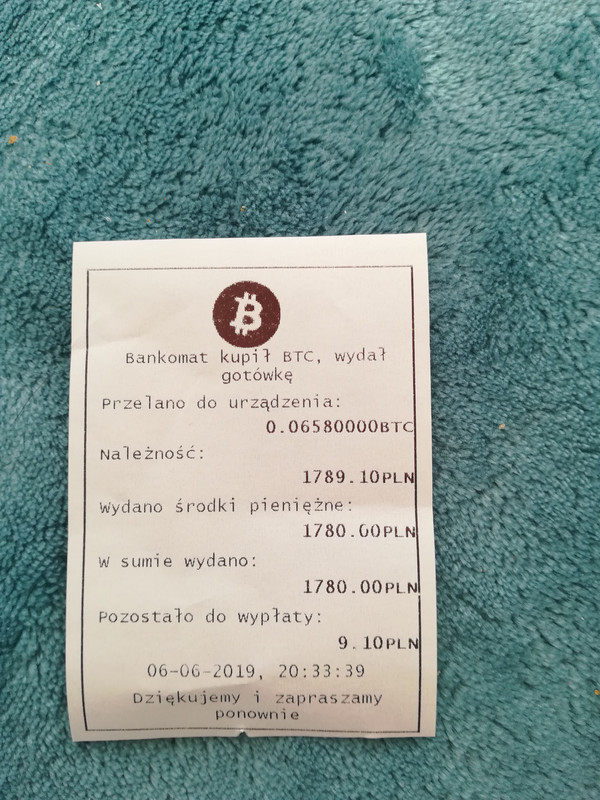 Bankomat kupił BTC, wydał
gotówkę
Przelano do urządzenia:
0.06580000BTC
Należność:
1789.10PLN
Wydano środki pieniężne:
1780.00PLN
W sumie wydano:
1780.00PLN
Pozostało do wypłaty:
9.10PLN
06-06-2019, 20:33:39
Dziękujemy i zapraszamy
ponownie